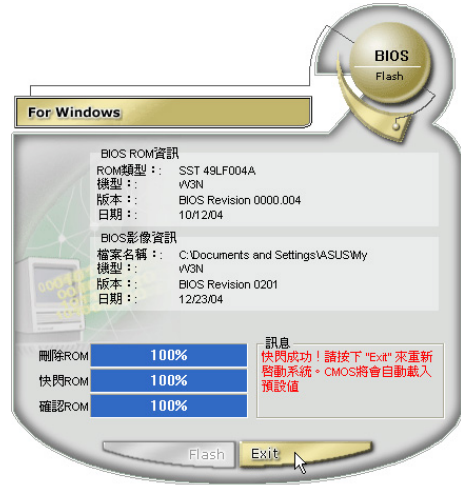 BIOS
Flash
For Windows
BIOS ROM資訊
ROM類型：: SST 49LF004A
機型：: W3N
版本：: BIOS Revision 0000.004
日期：: 10/12/04
BIOS影像資訊
檔案名稱：: C:\Documents and Settings\ASUS\My
機型：: W3N
版本：: BIOS Revision 0201
日期：: 12/23/04
刪除ROM 100%
快閃ROM 100%
確認ROM 100%
訊息
快閃成功！請按下 "Exit" 來重新
啓動系統。CMOS將會自動載入
預設值
Flash Exit